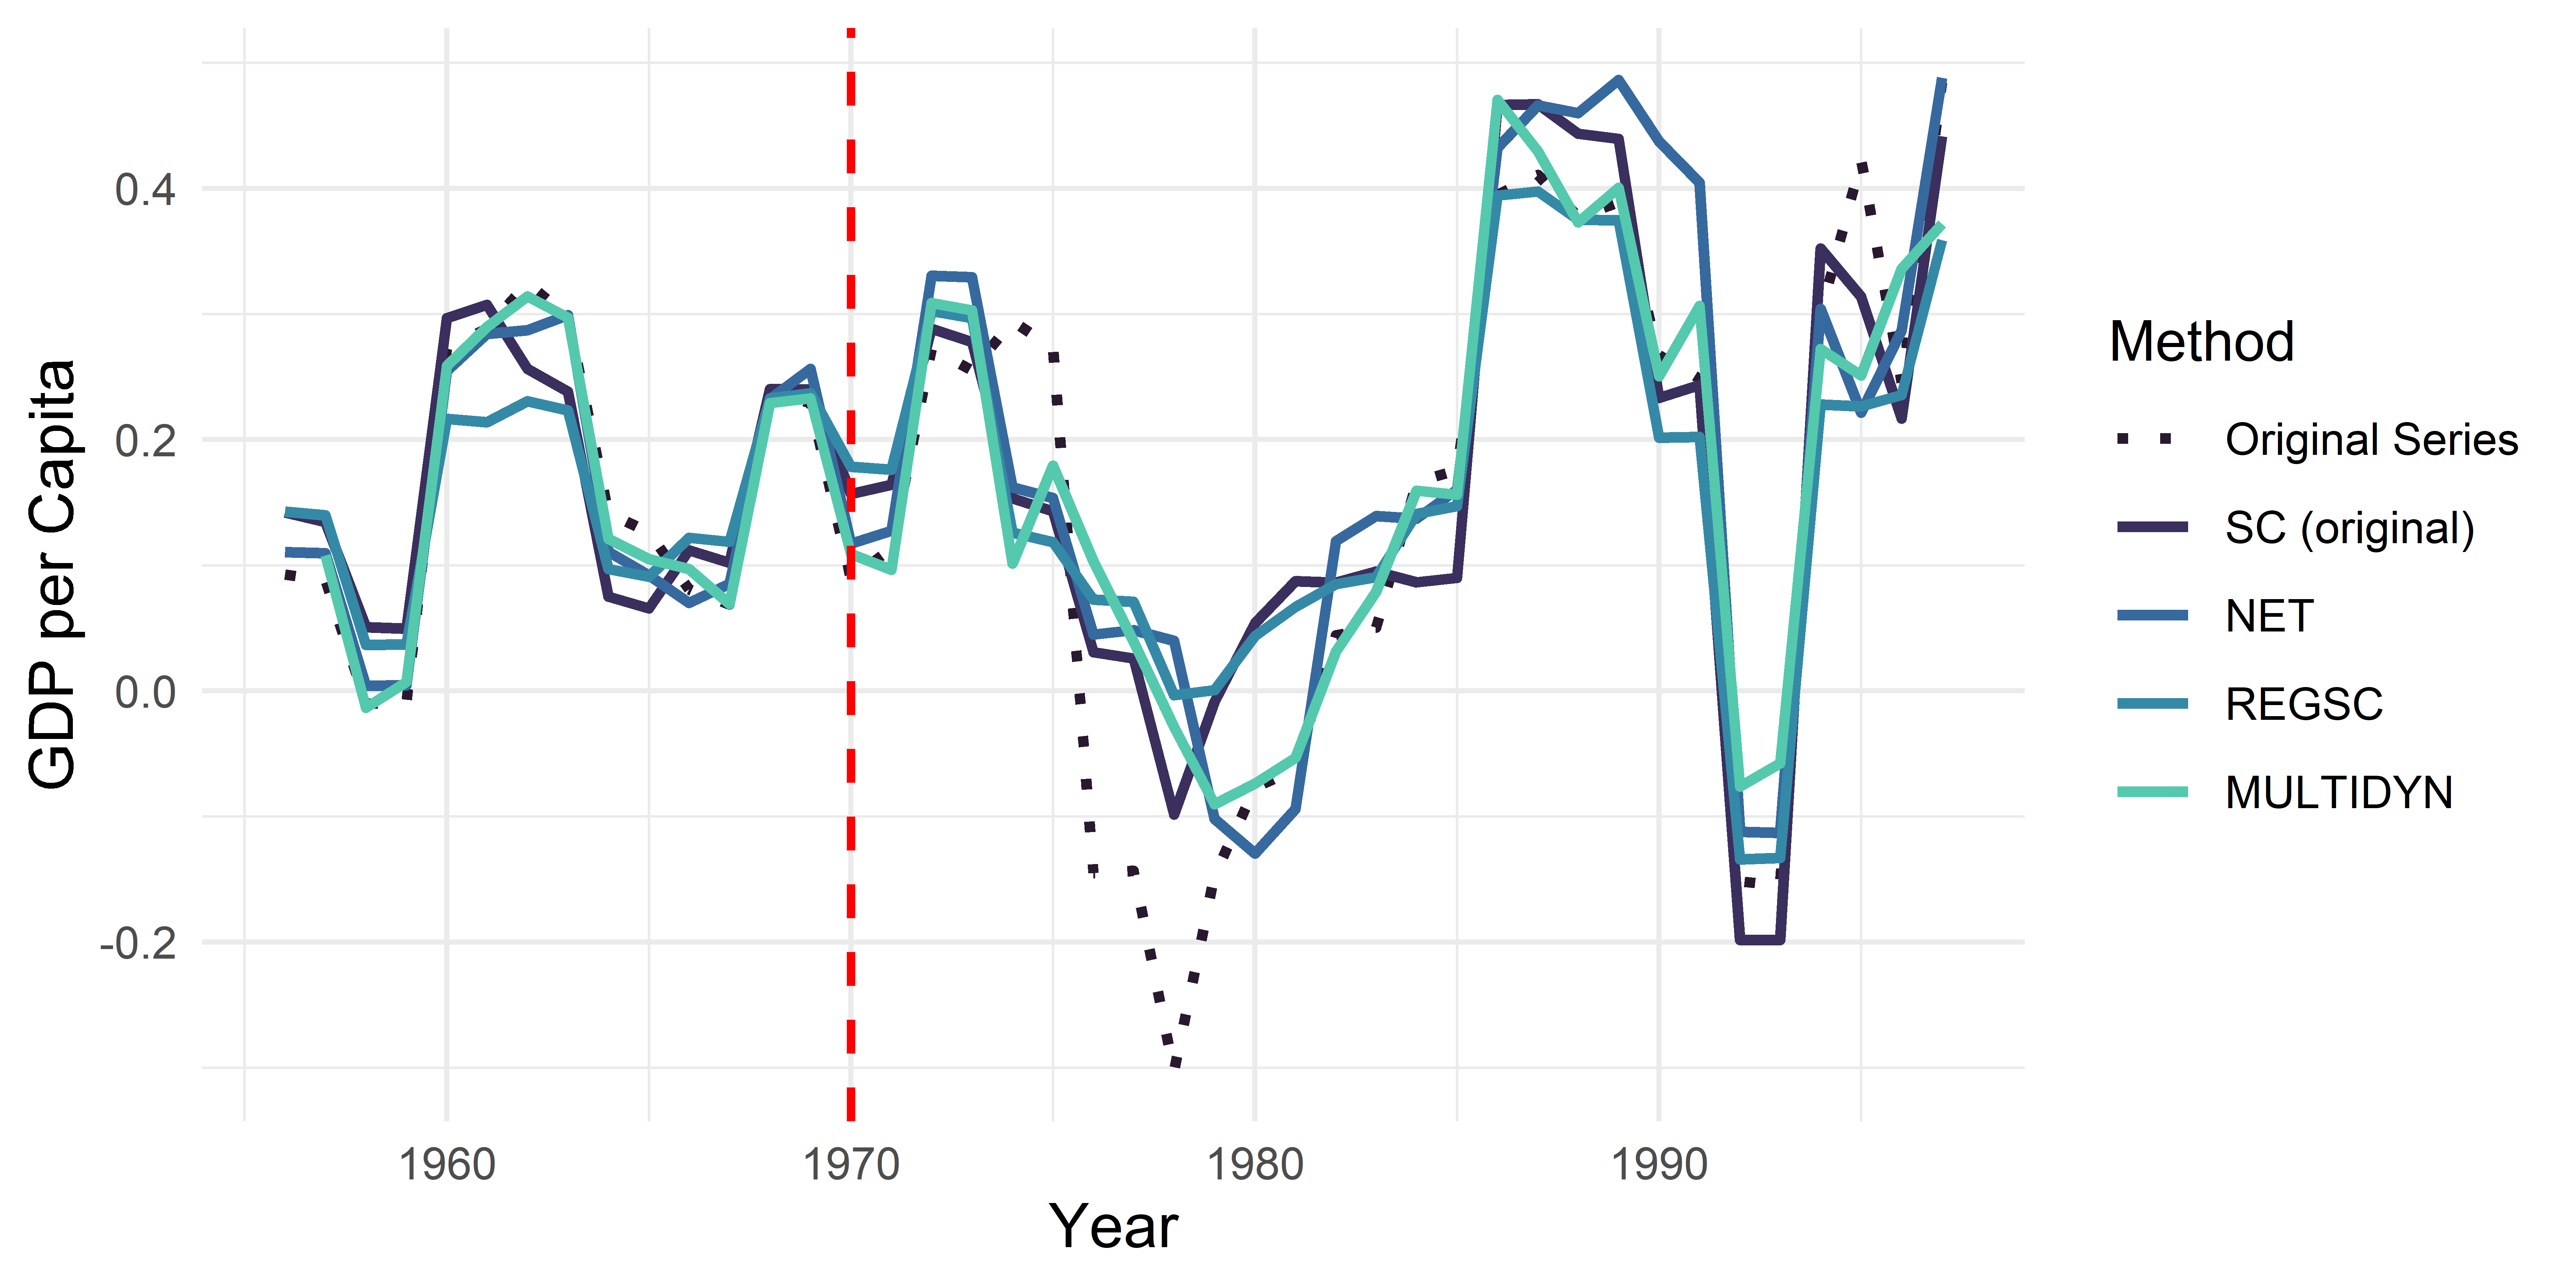 GDP per Capita
0.4
0.2
0.0
-0.2
1960
1970
1980
1990
Year
Method
Original Series
SC (original)
NET
REGSC
MULTIDYN